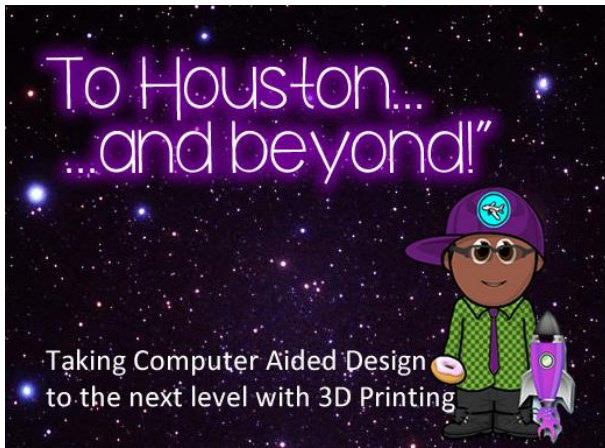 To Houston...
...and beyond!"
Taking Computer Aided Design
to the next level with 3D Printing